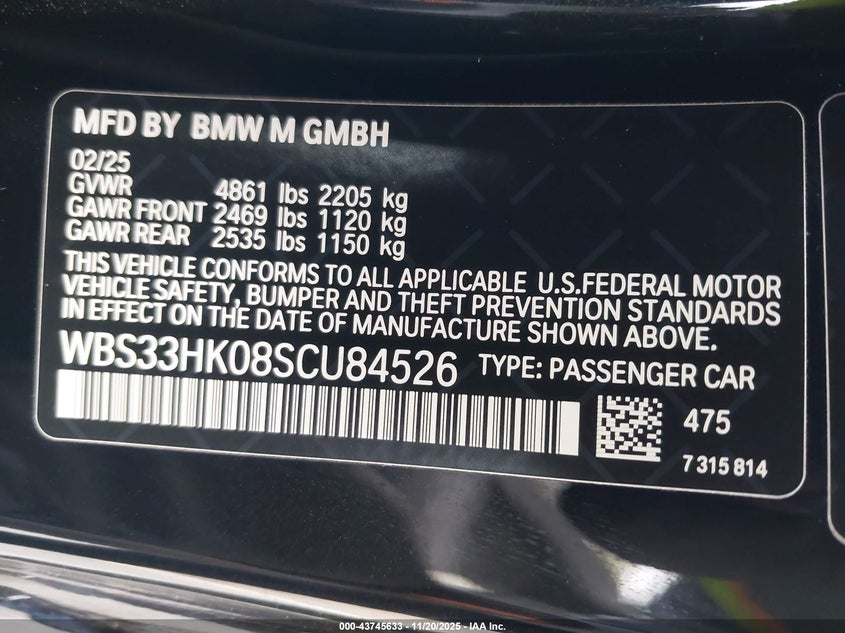 MFD BY BMW M GMBH
02/25
GVWR 4861 lbs 2205 kg
GAWR FRONT 2469 lbs 1120 kg
GAWR REAR 2535 lbs 1150 kg
THIS VEHICLE CONFORMS TO ALL APPLICABLE U.S.FEDERAL MOTOR
VEHICLE SAFETY, BUMPER AND THEFT PREVENTION STANDARDS
IN EFFECT ON THE DATE OF MANUFACTURE SHOWN ABOVE.
WBS33HK08SCU84526 TYPE: PASSENGER CAR
475
7 315 814
000-43745633 - 11/20/2025 - IAA Inc.